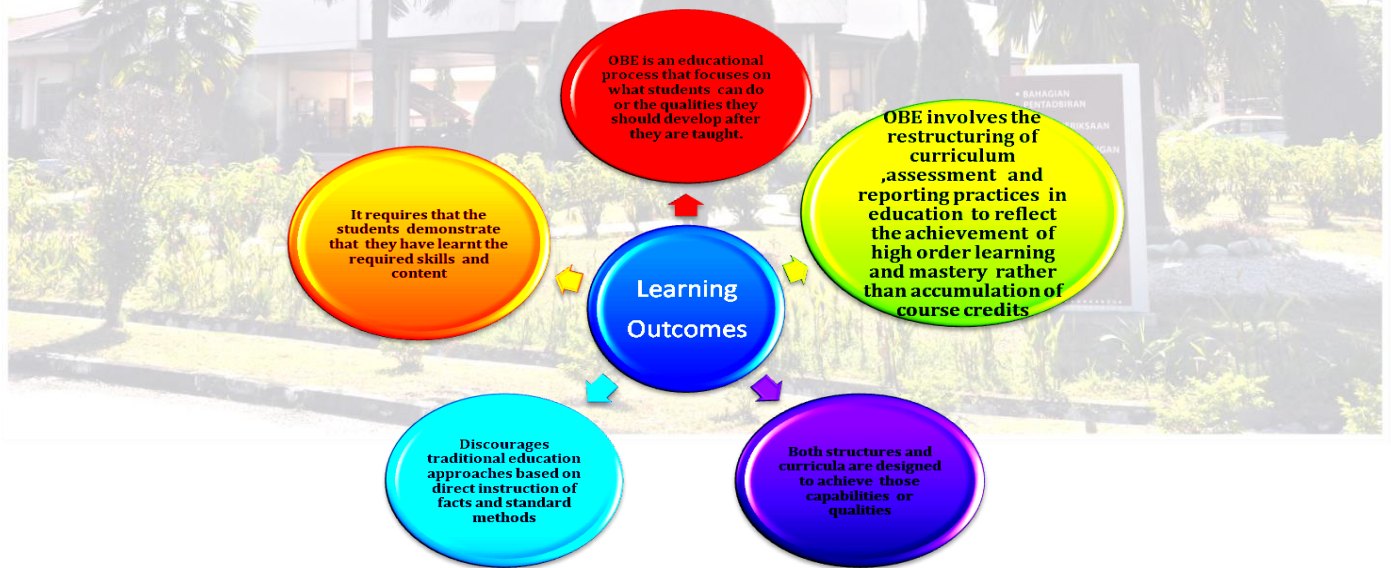 OBE is an educational
process that focuses on
what students can do
or the qualities they
should develop after
they are taught.
OBE involves the
restructuring of
curriculum
,assessment and
reporting practices in
education to reflect
the achievement of
high order learning
and mastery rather
than accumulation of
course credits
• BAHAGIAN
PENTADBIRAN
It requires that the
students demonstrate
that they have learnt the
required skills and
content
Learning
Outcomes
Discourages
traditional education
approaches based on
direct instruction of
facts and standard
methods
Both structures and
curricula are designed
to achieve those
capabilities or
qualities